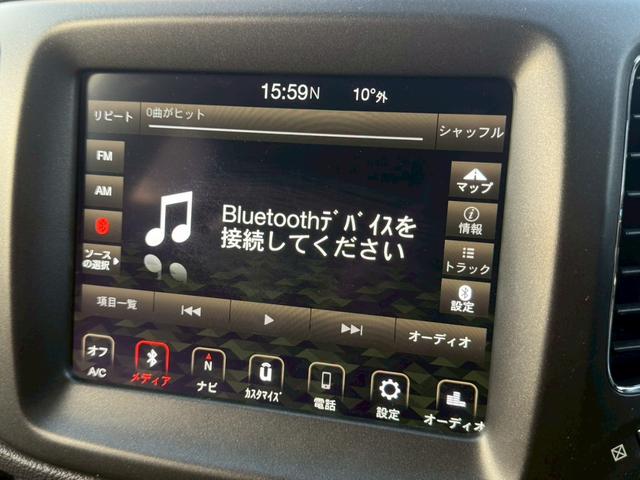 15:59N 10°外
リピート 0曲がヒット シャッフル
FM
AM
ソース
の選択
Bluetoothﾃﾞﾊﾞｲｽを
接続してください
マップ
情報
トラック
設定
項目一覧 オーディオ
オフ
A/C
メディア
N
ナビ
ū
ｶｽﾀﾏｲｽﾞ
電話
設定
オーディオ